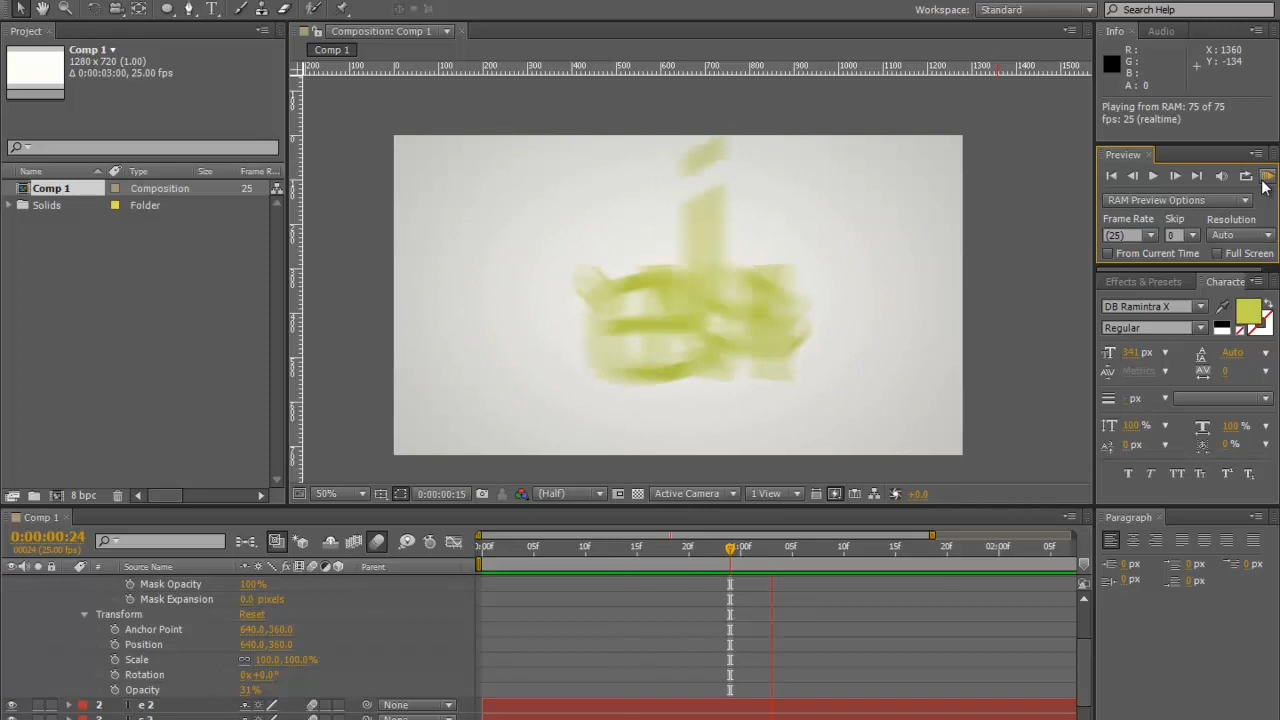 Workspace: Standard
Search Help
Project
Composition: Comp 1
Info
Audio
Comp 1
1280 x 720 (1.00)
Δ 0:00:03:00, 25.00 fps
Comp 1
R:
G:
B:
A: 0
X: 1360
Y: -134
Playing from RAM: 75 of 75
fps: 25 (realtime)
Preview
RAM Preview Options
Frame Rate
Skip
Resolution
(25)
0
Auto
From Current Time
Full Screen
Name
Type
Size
Frame R...
Comp 1
Composition
25
Solids
Folder
Effects & Presets
Characte
DB Ramintra X
Regular
341 px
Auto
Metrics
0
- px
100 %
100 %
0 px
0 %
8 bpc
50%
0:00:00:15
(Half)
Active Camera
1 View
+0.0
Comp 1
0:00:00:24
00024 (25.00 fps)
Parent
:00f
05f
10f
15f
20f
1:00f
05f
10f
15f
20f
02:00f
05f
Mask Opacity
100%
Mask Expansion
0.0 pixels
Transform
Reset
Anchor Point
640.0,360.0
Position
640.0,360.0
Scale
100.0,100.0%
Rotation
0x+0.0°
Opacity
31%
2
e 2
None
Paragraph
0 px
0 px
0 px
0 px
0 px